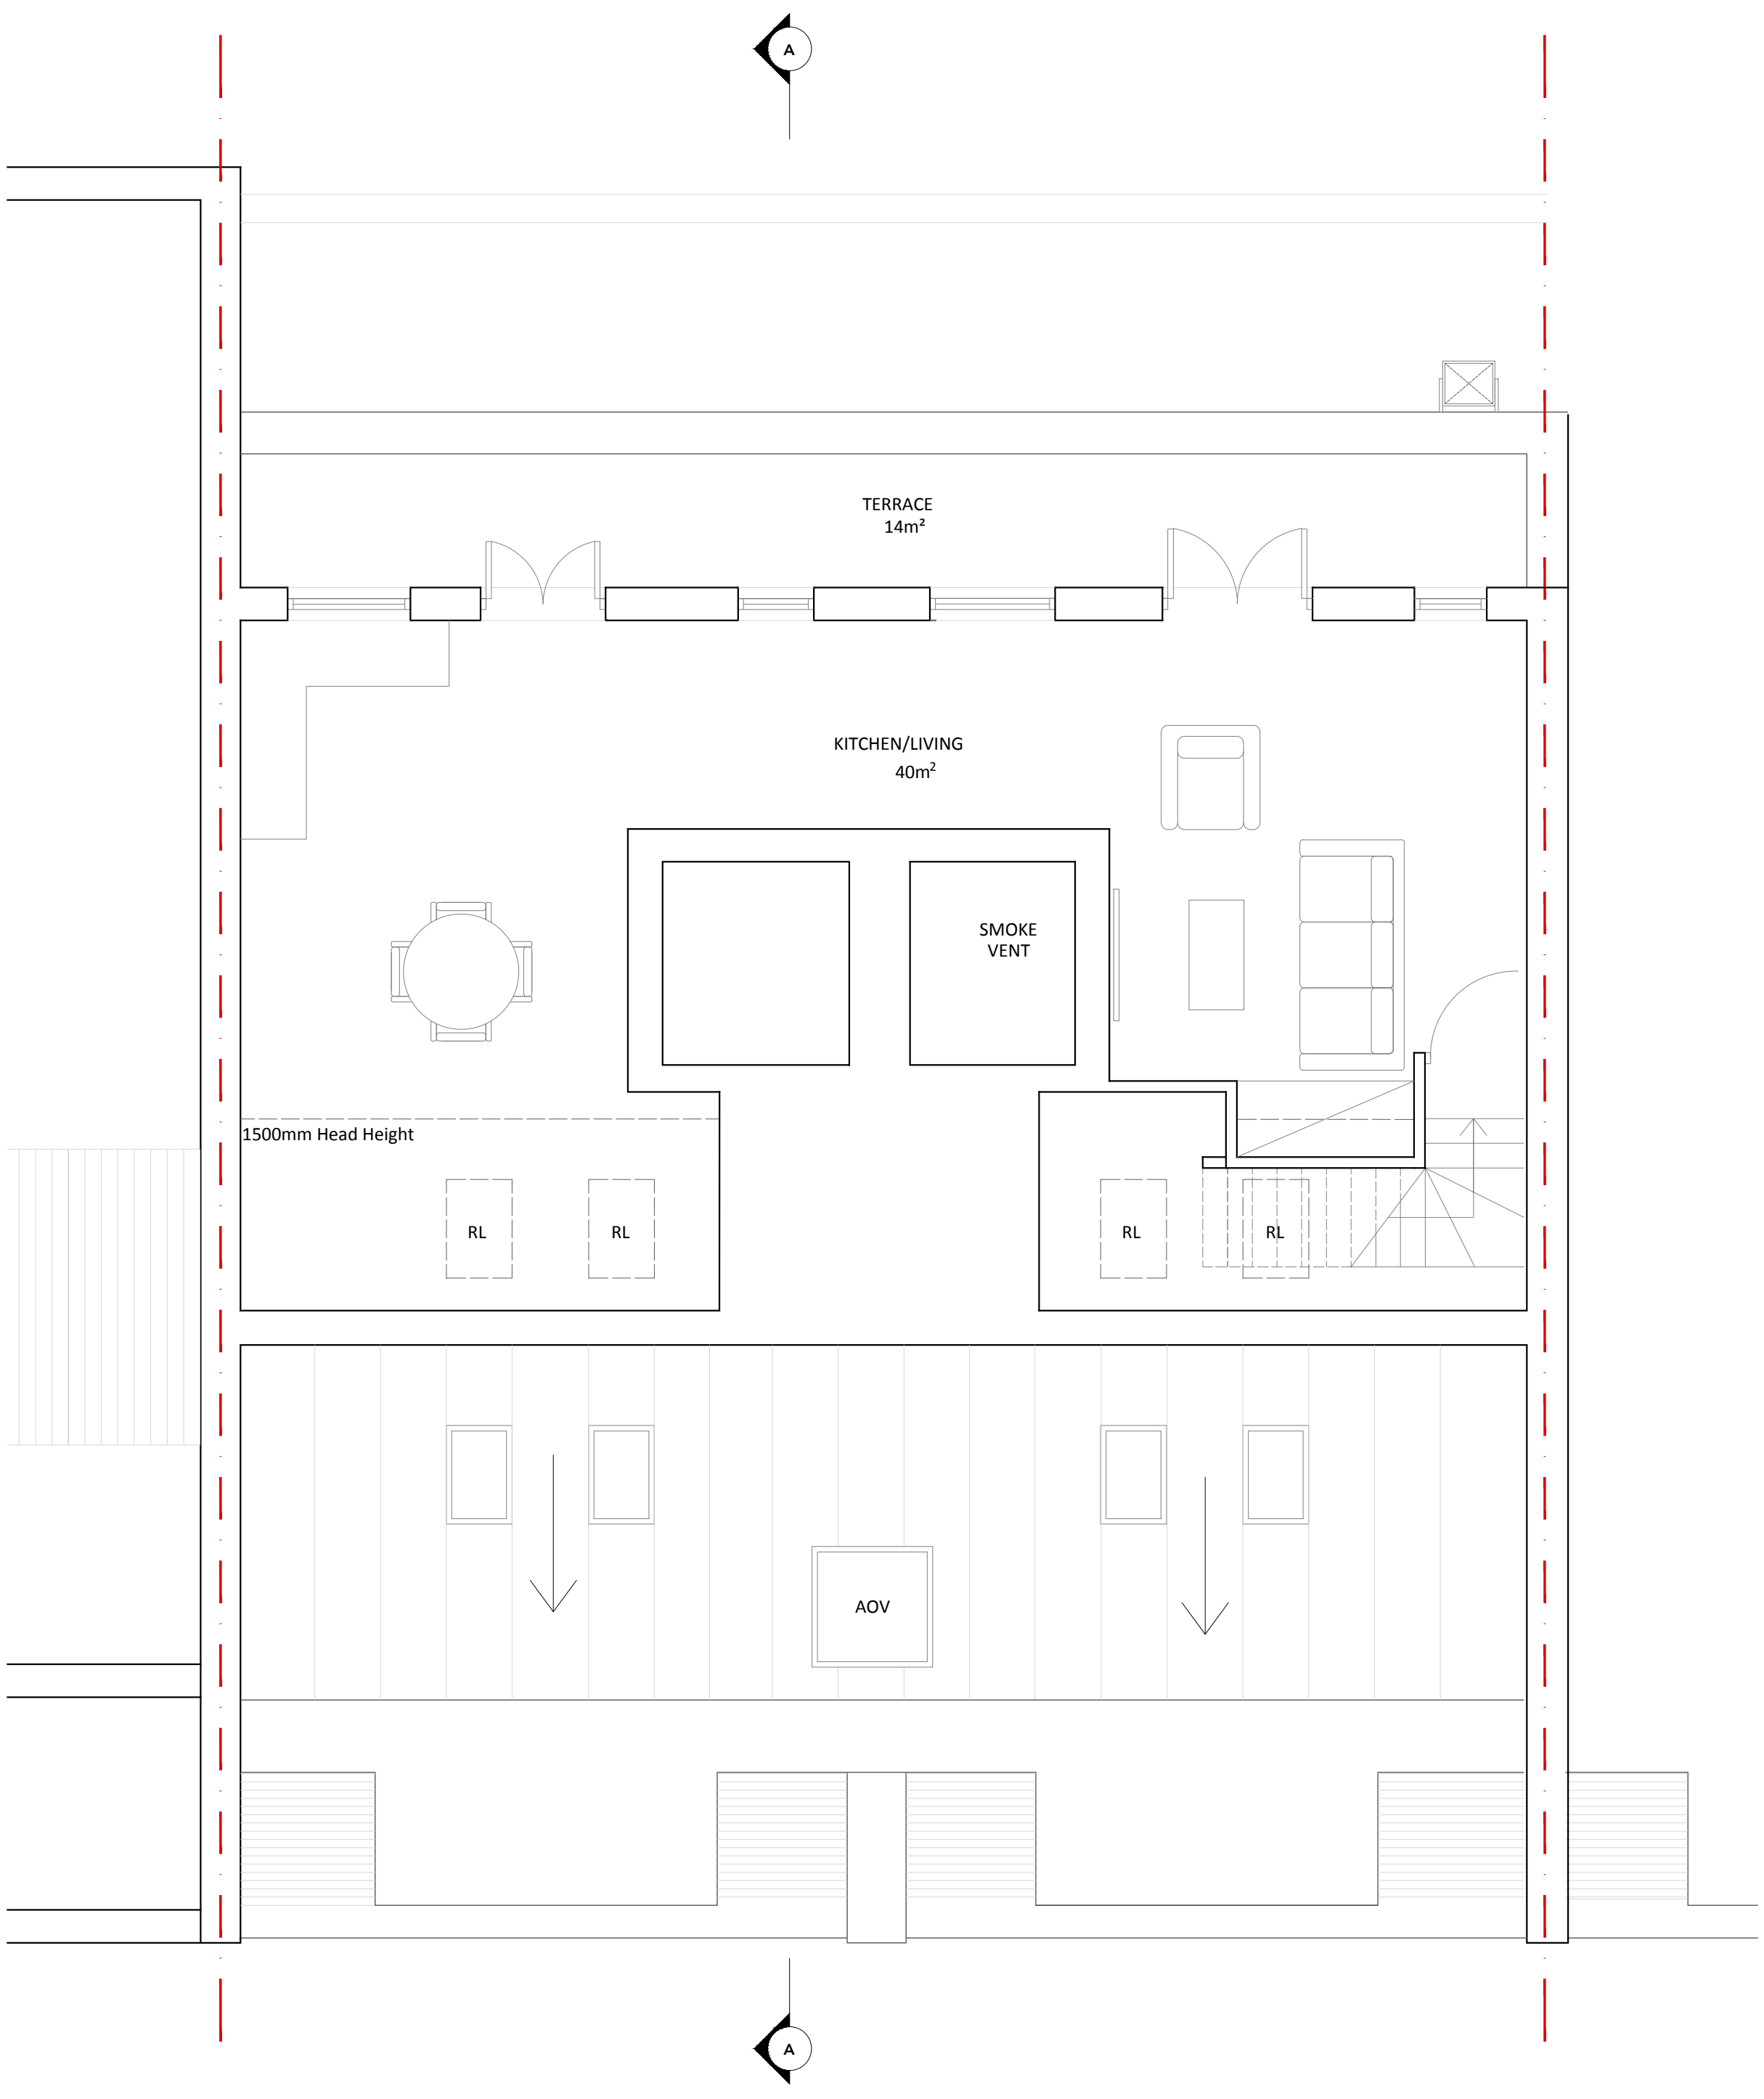 A
TERRACE
14m²
KITCHEN/LIVING
40m²
SMOKE
VENT
1500mm Head Height
RL
RL
RL
RL
AOV
A